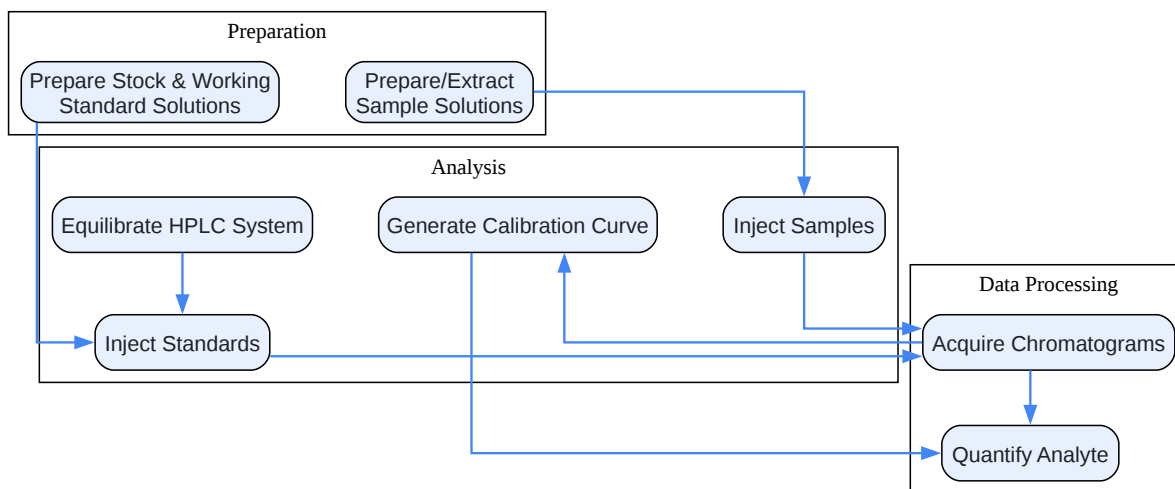 Preparation
Prepare Stock & Working
Standard Solutions
Prepare/Extract
Sample Solutions
Analysis
Equilibrate HPLC System
Generate Calibration Curve
Inject Samples
Data Processing
Inject Standards
Acquire Chromatograms
Quantify Analyte